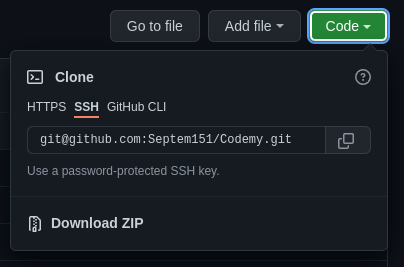 Go to file Add file Code
Clone
HTTPS SSH GitHub CLI
git@github.com:Septem151/Codemy.git
Use a password-protected SSH key.
Download ZIP